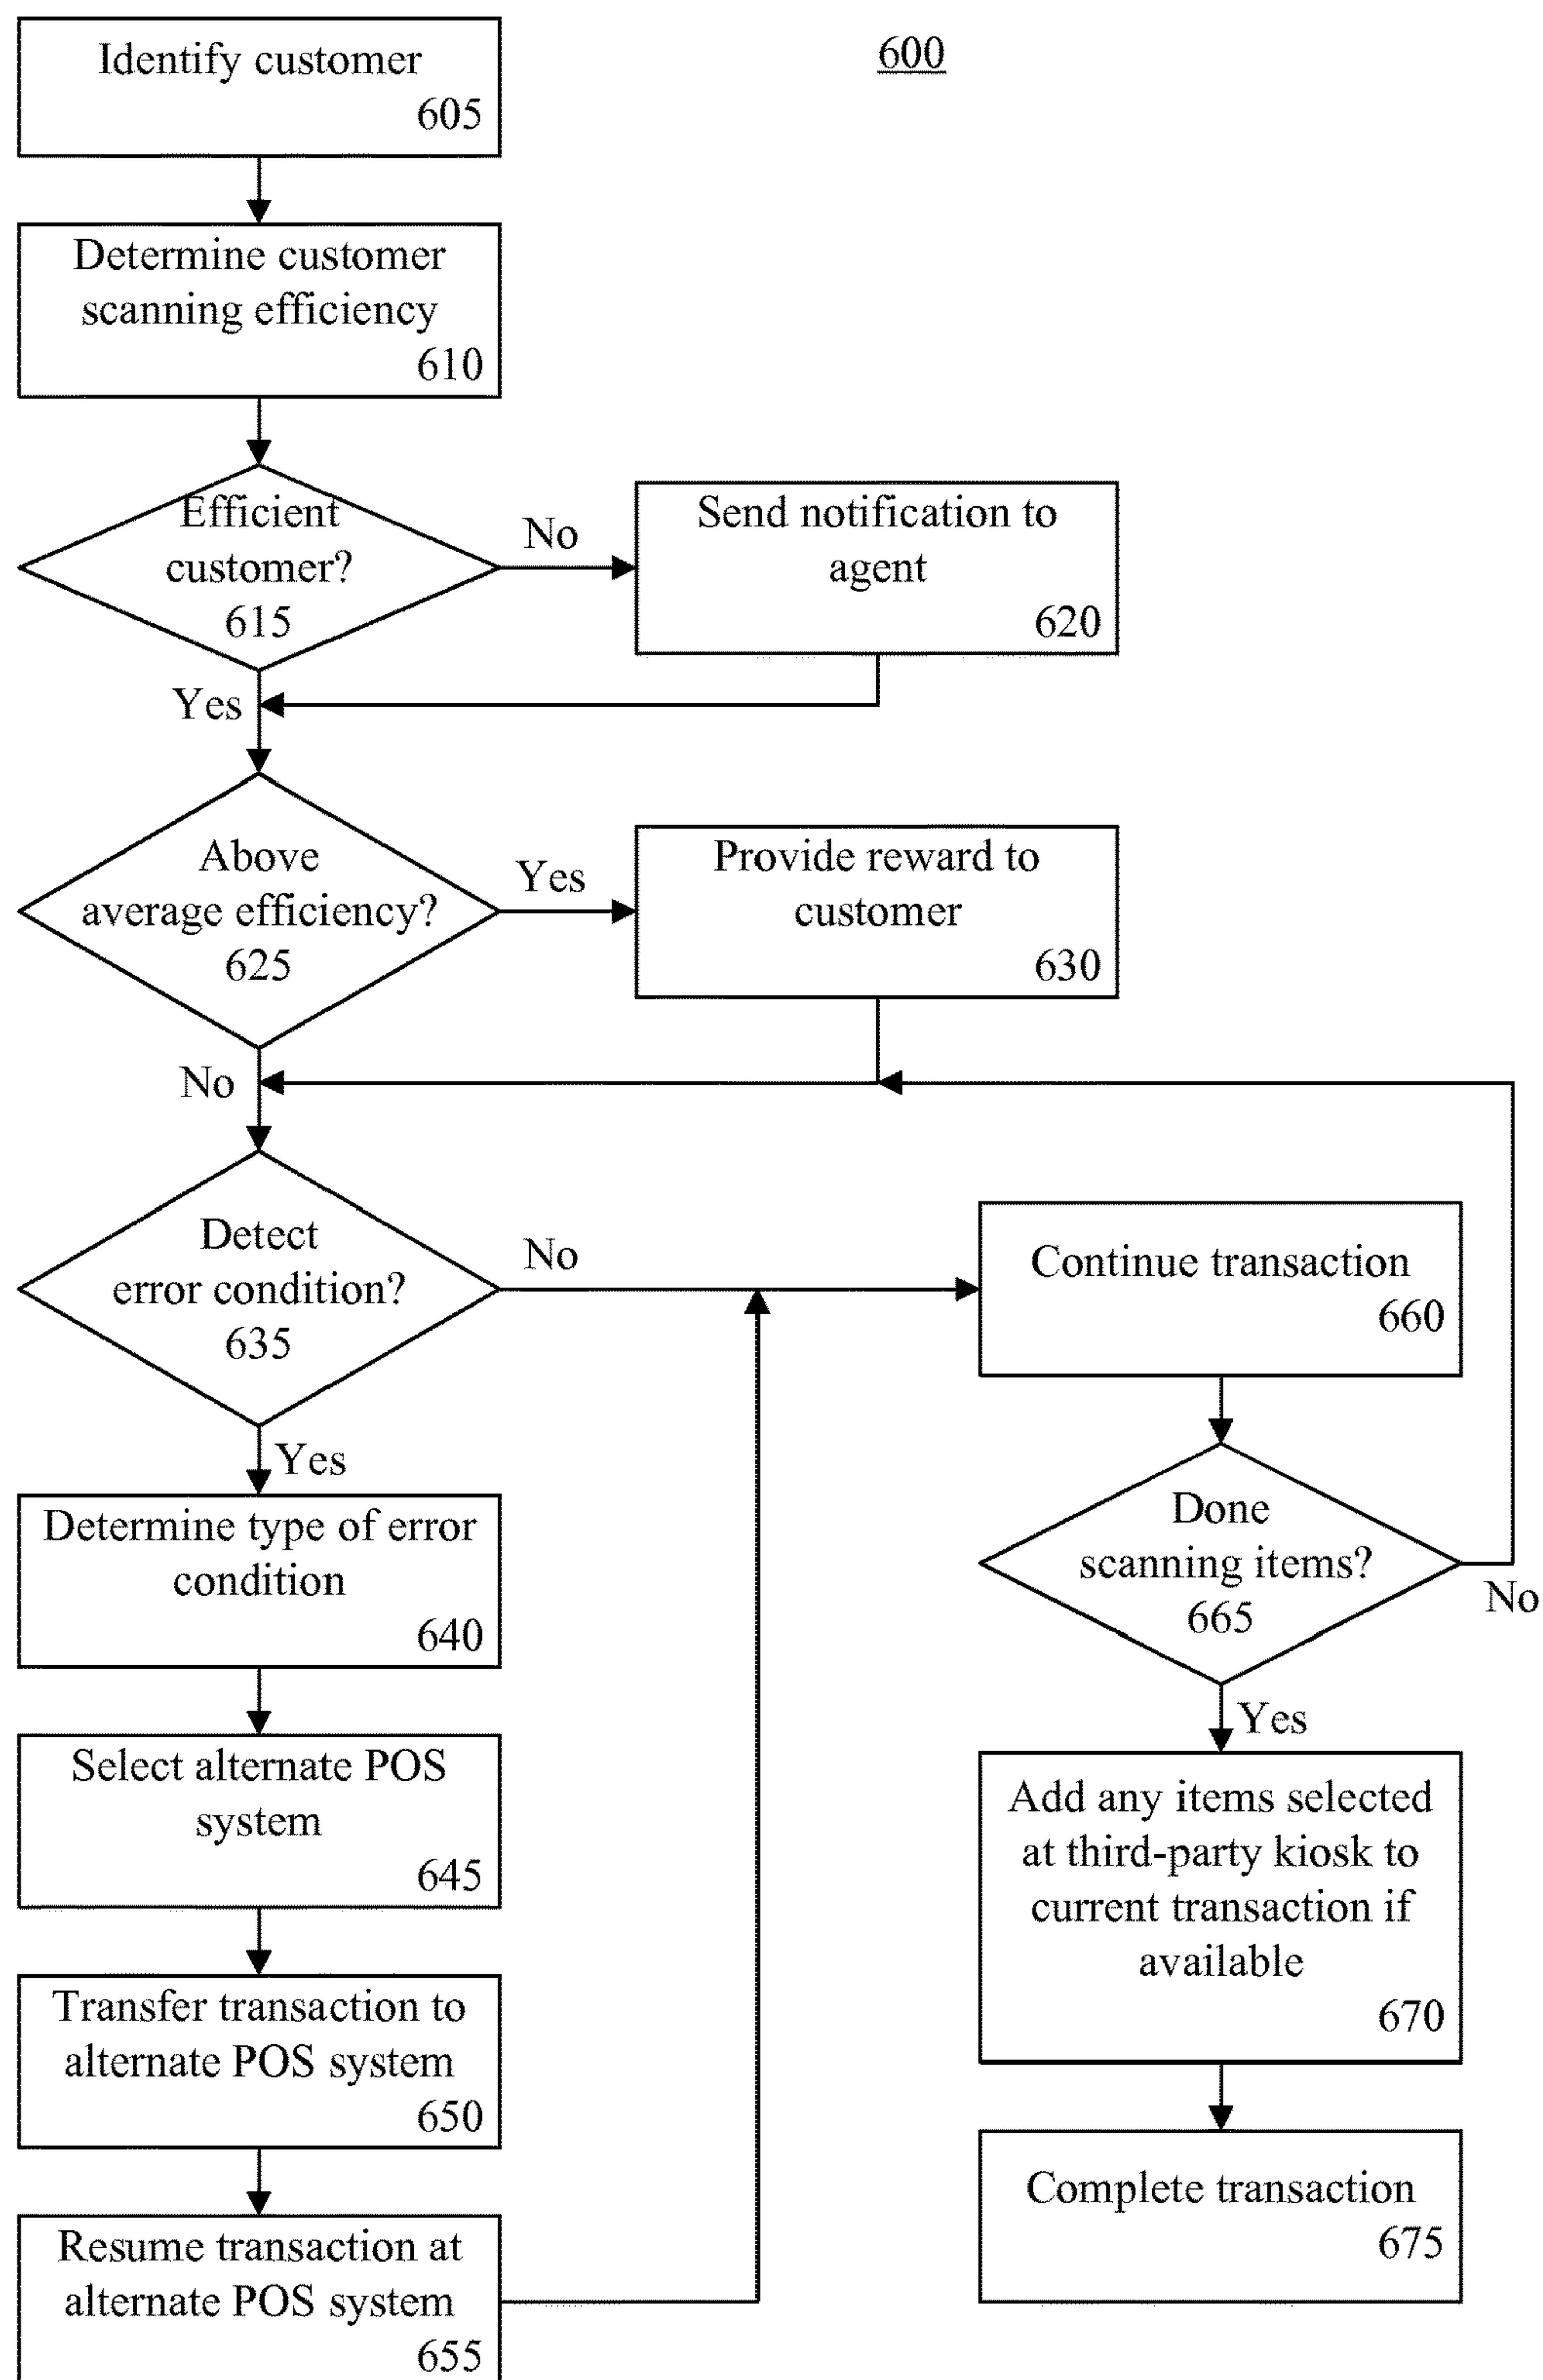 600
Identify customer
605
Determine customer
scanning efficiency
610
Efficient
customer?
615
No
Send notification to
agent
620
Yes
Above
average efficiency?
625
Yes
Provide reward to
customer
630
No
Detect
error condition?
635
No
Yes
Determine type of error
condition
640
Select alternate POS
system
645
Transfer transaction to
alternate POS system
650
Resume transaction at
alternate POS system
655
Continue transaction
660
Done
scanning items?
665
No
Yes
Add any items selected
at third-party kiosk to
current transaction if
available
670
Complete transaction
675